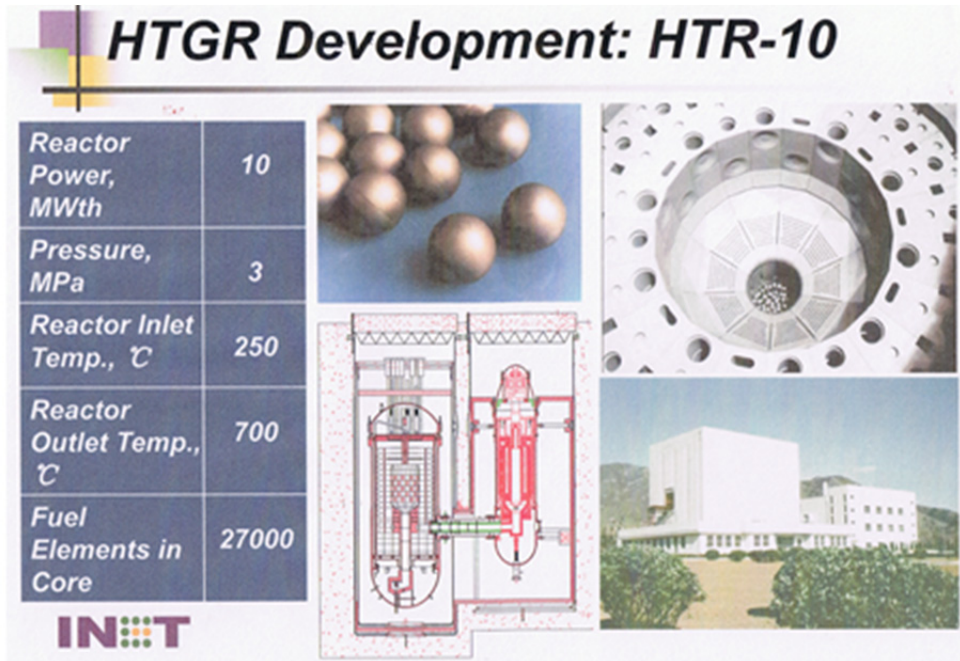 HTGR Development: HTR-10
Reactor
Power,
MWth
10
Pressure,
MPa
3
Reactor Inlet
Temp., ℃
250
Reactor
Outlet Temp.,
℃
700
Fuel
Elements in
Core
27000
INET